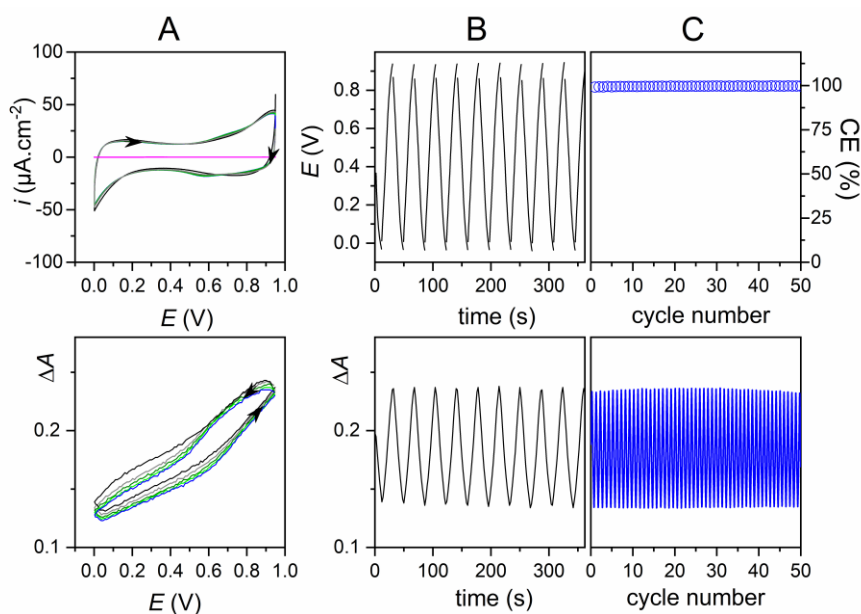 A B C
100
50
0
-50
-100
i (µA.cm⁻²)
0.0 0.2 0.4 0.6 0.8 1.0
E (V)
0.8
0.6
0.4
0.2
0.0
E (V)
0 100 200 300
time (s)
100
75
50
25
0
CE (%)
0 10 20 30 40 50
cycle number
ΔA
0.2
0.1
0.0 0.2 0.4 0.6 0.8 1.0
E (V)
ΔA
0.2
0.1
0 100 200 300
time (s)
0 10 20 30 40 50
cycle number